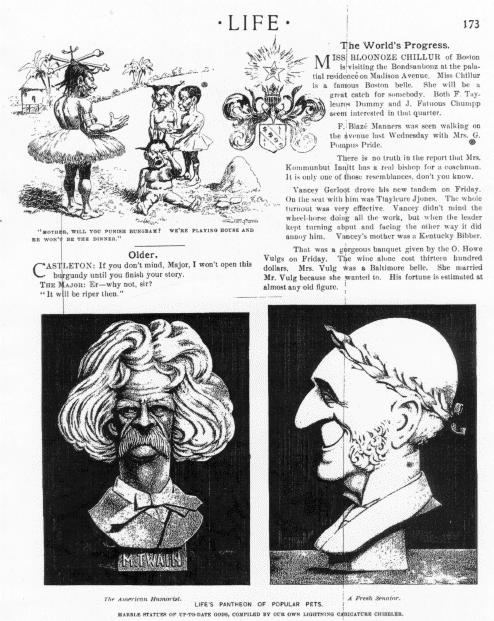 ·LIFE·
173
"MOTHER, WILL YOU PUNISH RUNGBAM? WE'RE PLAYING HOUSE AND
HE WON'T BE THE DINNER."
Older.
CASTLETON: If you don't mind, Major, I won't open this
burgundy until you finish your story.
THE MAJOR: Er—why not, sir?
"It will be riper then."
The World's Progress.
MISS BLOONOZE CHILLUR of Boston
is visiting the Bondsanbonz at the pala-
tial residence on Madison Avenue. Miss Chillur
is a famous Boston belle. She will be a
great catch for somebody. Both F. Tay-
leures Dummy and J. Fatuous Chumpp
seem interested in that quarter.
F. Blazé Manners was seen walking on
the avenue last Wednesday with Mrs. G.
Pompus Pride.
There is no truth in the report that Mrs.
Kommunbut Innitt has a real bishop for a coachman.
It is only one of those resemblances, don't you know.
Vancey Gerloot drove his new tandem on Friday.
On the seat with him was Ttayleure Jjones. The whole
turnout was very effective. Vancey didn't mind the
wheel-horse doing all the work, but when the leader
kept turning about and facing the other way it did
annoy him. Vancey's mother was a Kentucky Bibber.
That was a gorgeous banquet given by the O. Howe
Vulgs on Friday. The wine alone cost thirteen hundred
dollars. Mrs. Vulg was a Baltimore belle. She married
Mr. Vulg because she wanted to. His fortune is estimated at
almost any old figure.
M. TWAIN
The American Humorist.
A Fresh Senator.
LIFE'S PANTHEON OF POPULAR PETS.
MARBLE STATUES OF UP-TO-DATE GODS, COMPILED BY OUR OWN LIGHTNING CARICATURE CHISELER.